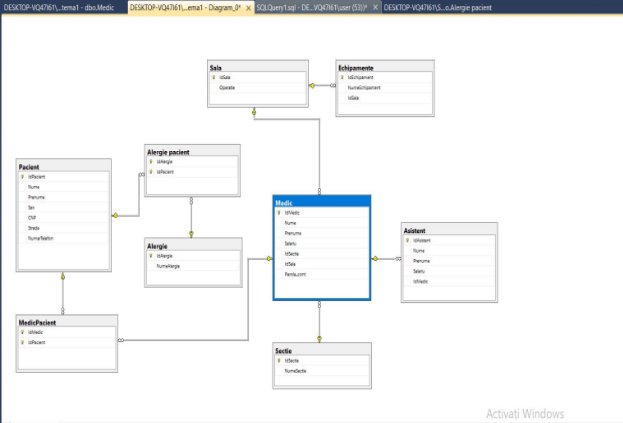 DESKTOP-VQ47I61\...tema1 - dbo.Medic
DESKTOP-VQ47I61\...ema1 - Diagram_0*
SQLQuery1.sql - DE...VQ47I61\user (53))*
DESKTOP-VQ47I61\S...o.Alergie pacient
Sala
IdSala
Operatie
Echipamente
IdEchipament
NumeEchipament
IdSala
Alergie pacient
IdAlergie
IdPacient
Pacient
IdPacient
Nume
Prenume
Sex
CNP
Strada
NumarTelefon
Medic
IdMedic
Nume
Prenume
Salariu
IdSectie
IdSala
Parola_cont
Asistent
IdAsistent
Nume
Prenume
Salariu
IdMedic
Alergie
IdAlergie
NumeAlergie
MedicPacient
IdMedic
IdPacient
Sectie
IdSectie
NumeSectie
Activați Windows